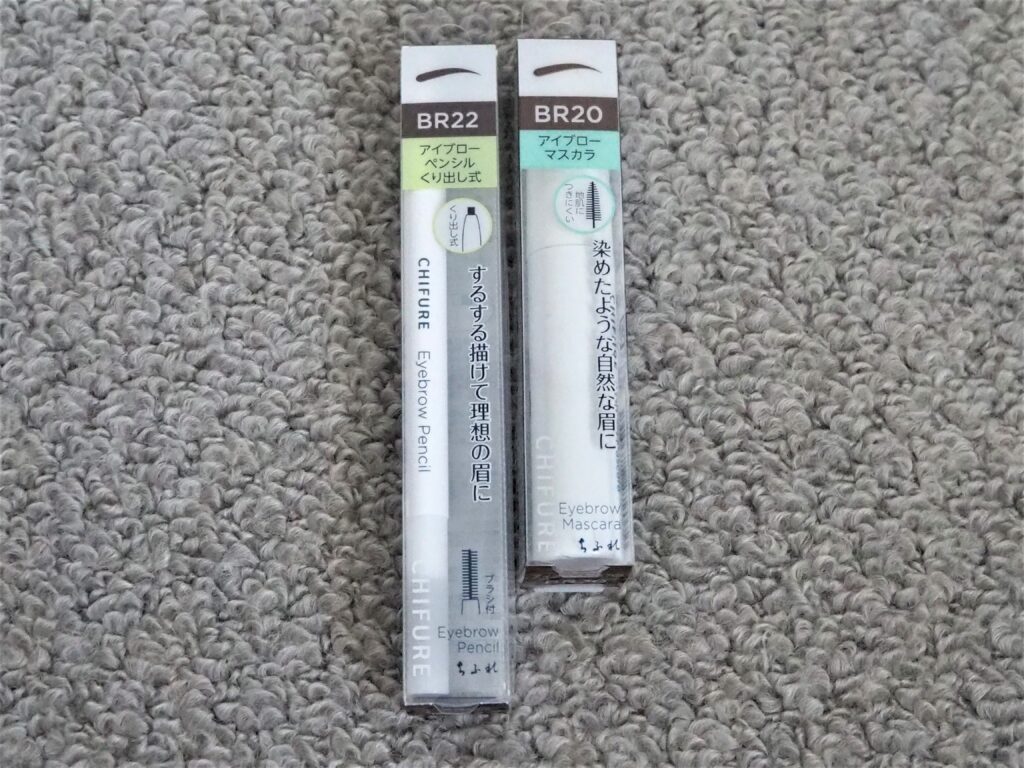 BR22
アイブロー
ペンシル
くり出し式
くり出し式
CHIFURE Eyebrow Pencil
するする描けて理想の眉に
ブラシ付
CHIFURE
Eyebrow
Pencil
ちふれ
BR20
アイブロー
マスカラ
地肌に
つきにくい
染めたような自然な眉に
CHIFURE
Eyebrow
Mascara
ちふれ